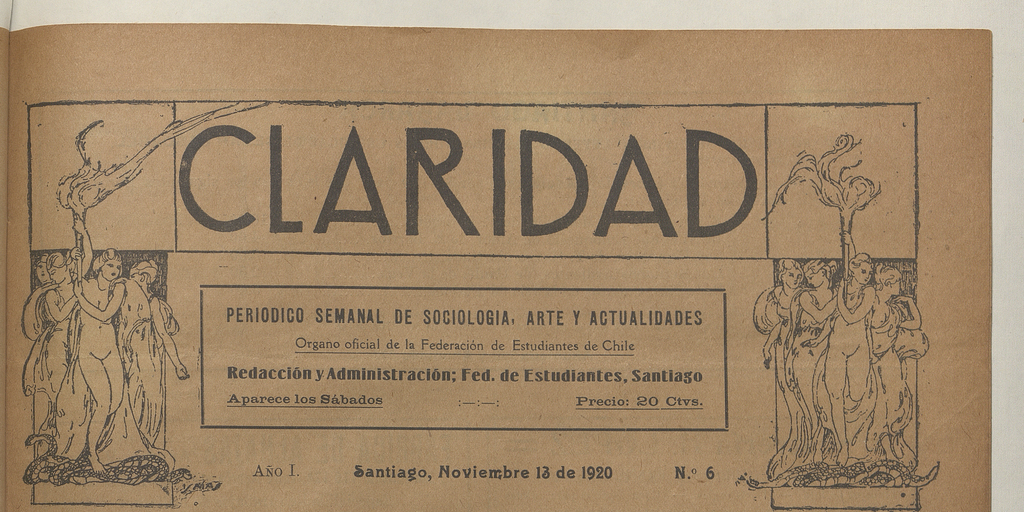 CLARIDAD
PERIODICO SEMANAL DE SOCIOLOGIA, ARTE Y ACTUALIDADES
Organo oficial de la Federación de Estudiantes de Chile
Redacción y Administración; Fed. de Estudiantes, Santiago
Aparece los Sábados :—:—: Precio: 20 Ctvs.
Año I. Santiago, Noviembre 13 de 1920 N.º 6